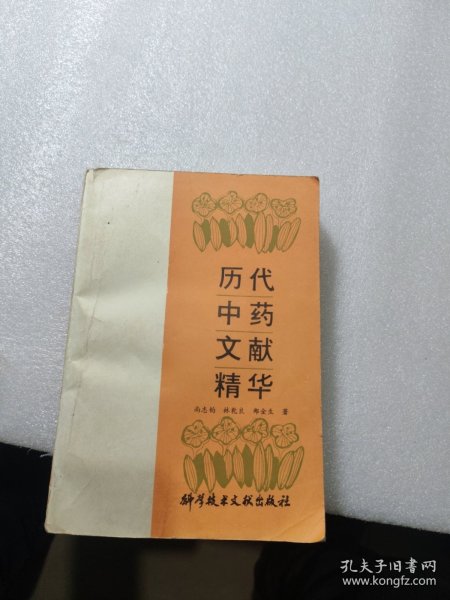 历代
中药
文献
精华
尚志钧 林乾良 郑金生 著
科学技术文献出版社
孔夫子旧书网
www.kongfz.com